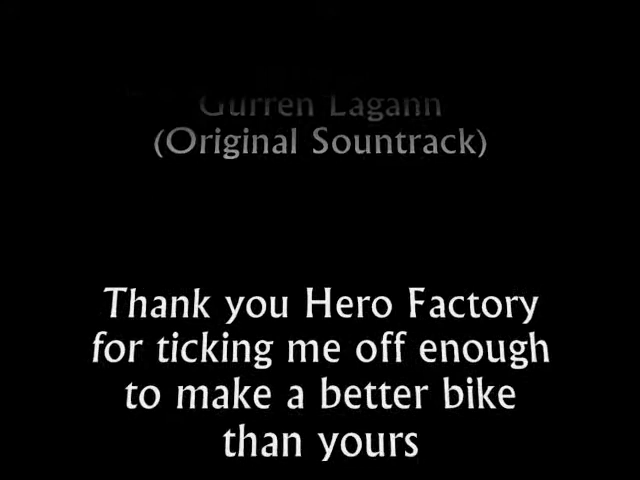 Gurren Lagann
(Original Sountrack)
Thank you Hero Factory
for ticking me off enough
to make a better bike
than yours